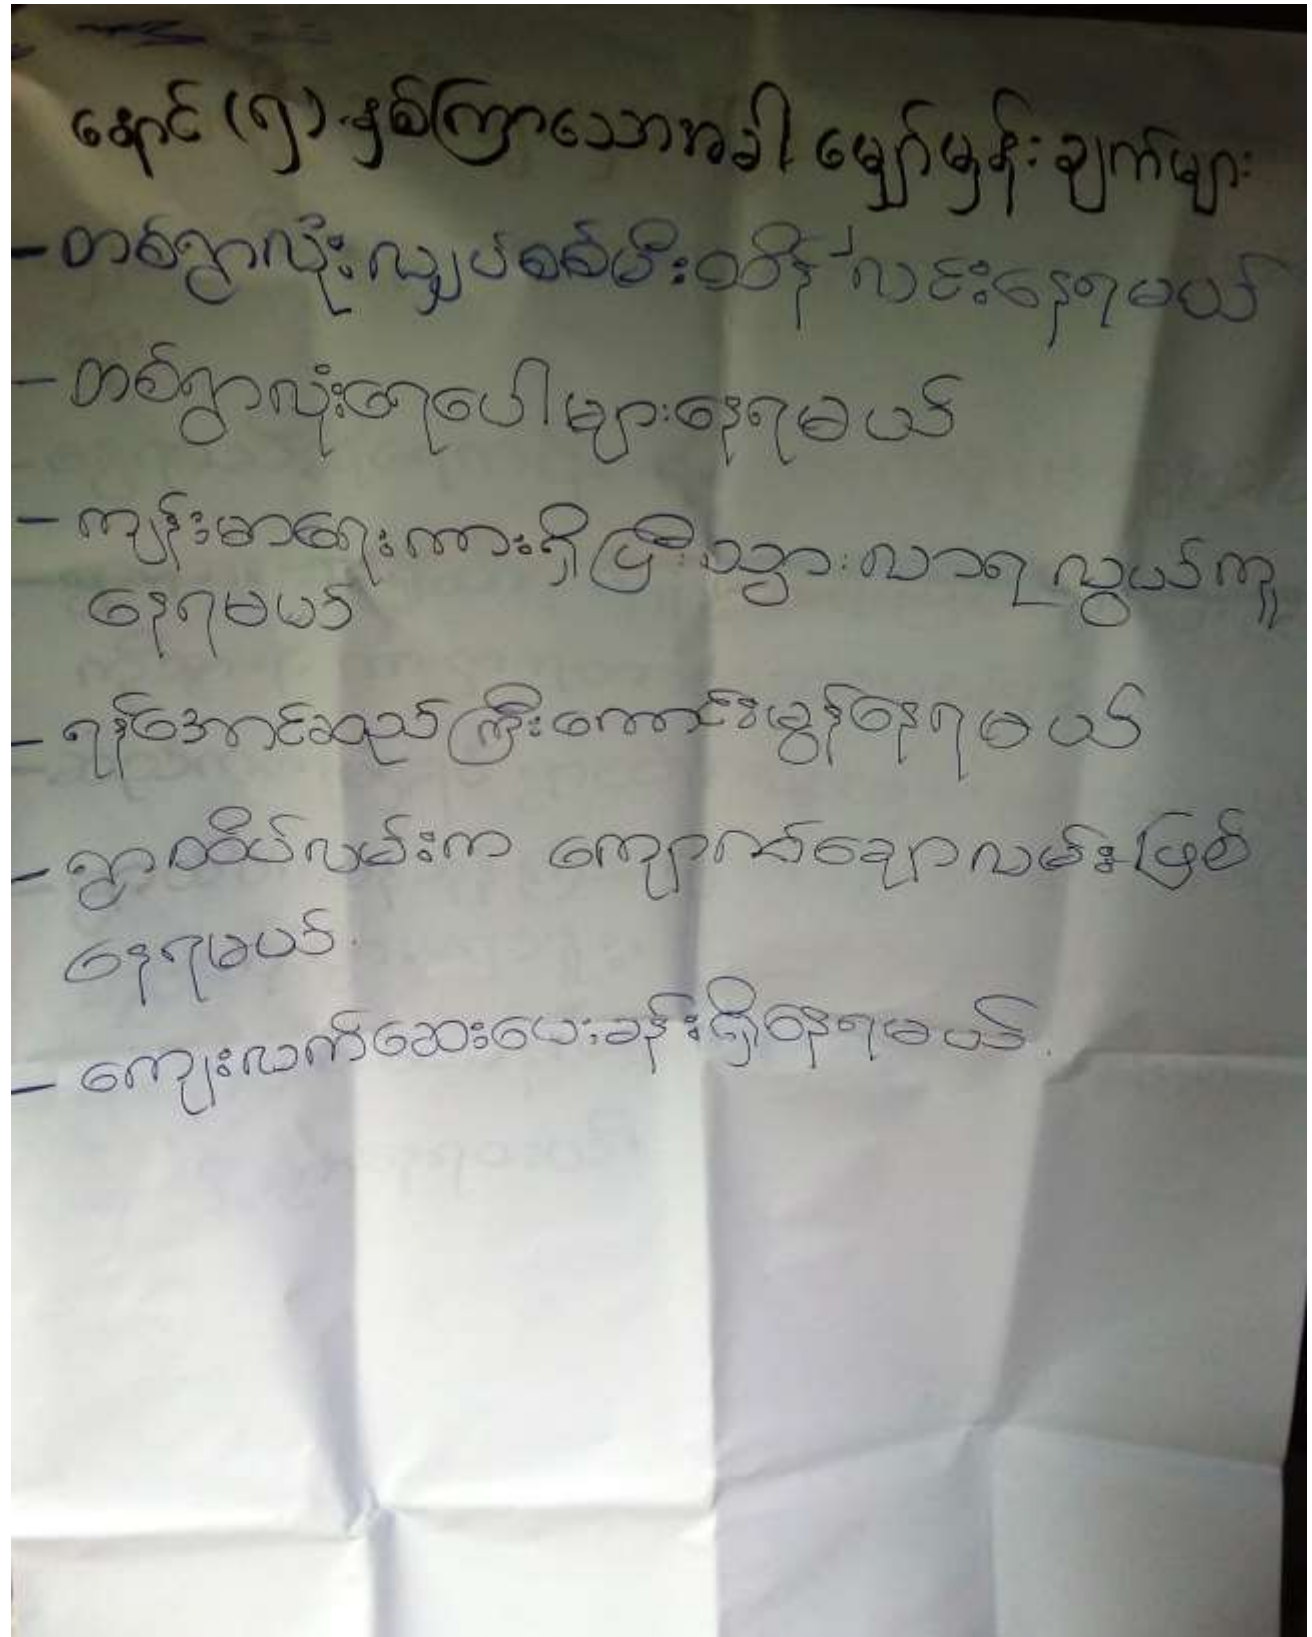 နောင် (၅) နှစ်ကြာသောအခါ မျှော်မှန်းချက်များ
- တစ်ရွာလုံးလျှပ်စစ်မီးထိန်လင်းနေရမယ်
- တစ်ရွာလုံးရေပေါများနေရမယ်
- ကျန်းမာရေးကားရှိပြီးသွားလာရလွယ်ကူ
နေရမယ်
- ရန်အောင်ဆည်ကြီးကောင်းမွန်နေရမယ်
- ရွာထိပ်လမ်းက ကျောက်ချောလမ်းဖြစ်
နေရမယ်.
- ကျေးလက်ဆေးပေးခန်းရှိနေရမယ်.